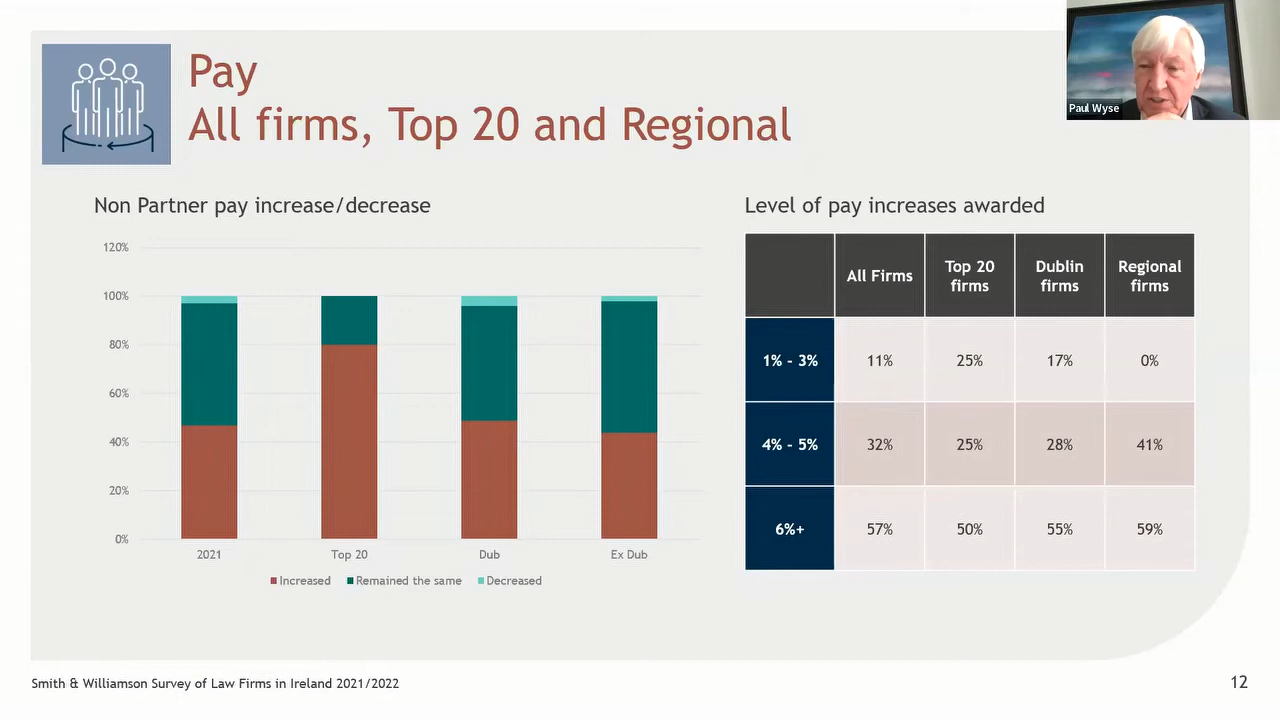 Pay
All firms, Top 20 and Regional
Paul Wyse
Non Partner pay increase/decrease
120%
100%
80%
60%
40%
20%
0%
2021 Top 20 Dub Ex Dub
Increased Remained the same Decreased
Level of pay increases awarded
All Firms Top 20 firms Dublin firms Regional firms
1% - 3% 11% 25% 17% 0%
4% - 5% 32% 25% 28% 41%
6%+ 57% 50% 55% 59%
Smith & Williamson Survey of Law Firms in Ireland 2021/2022
12